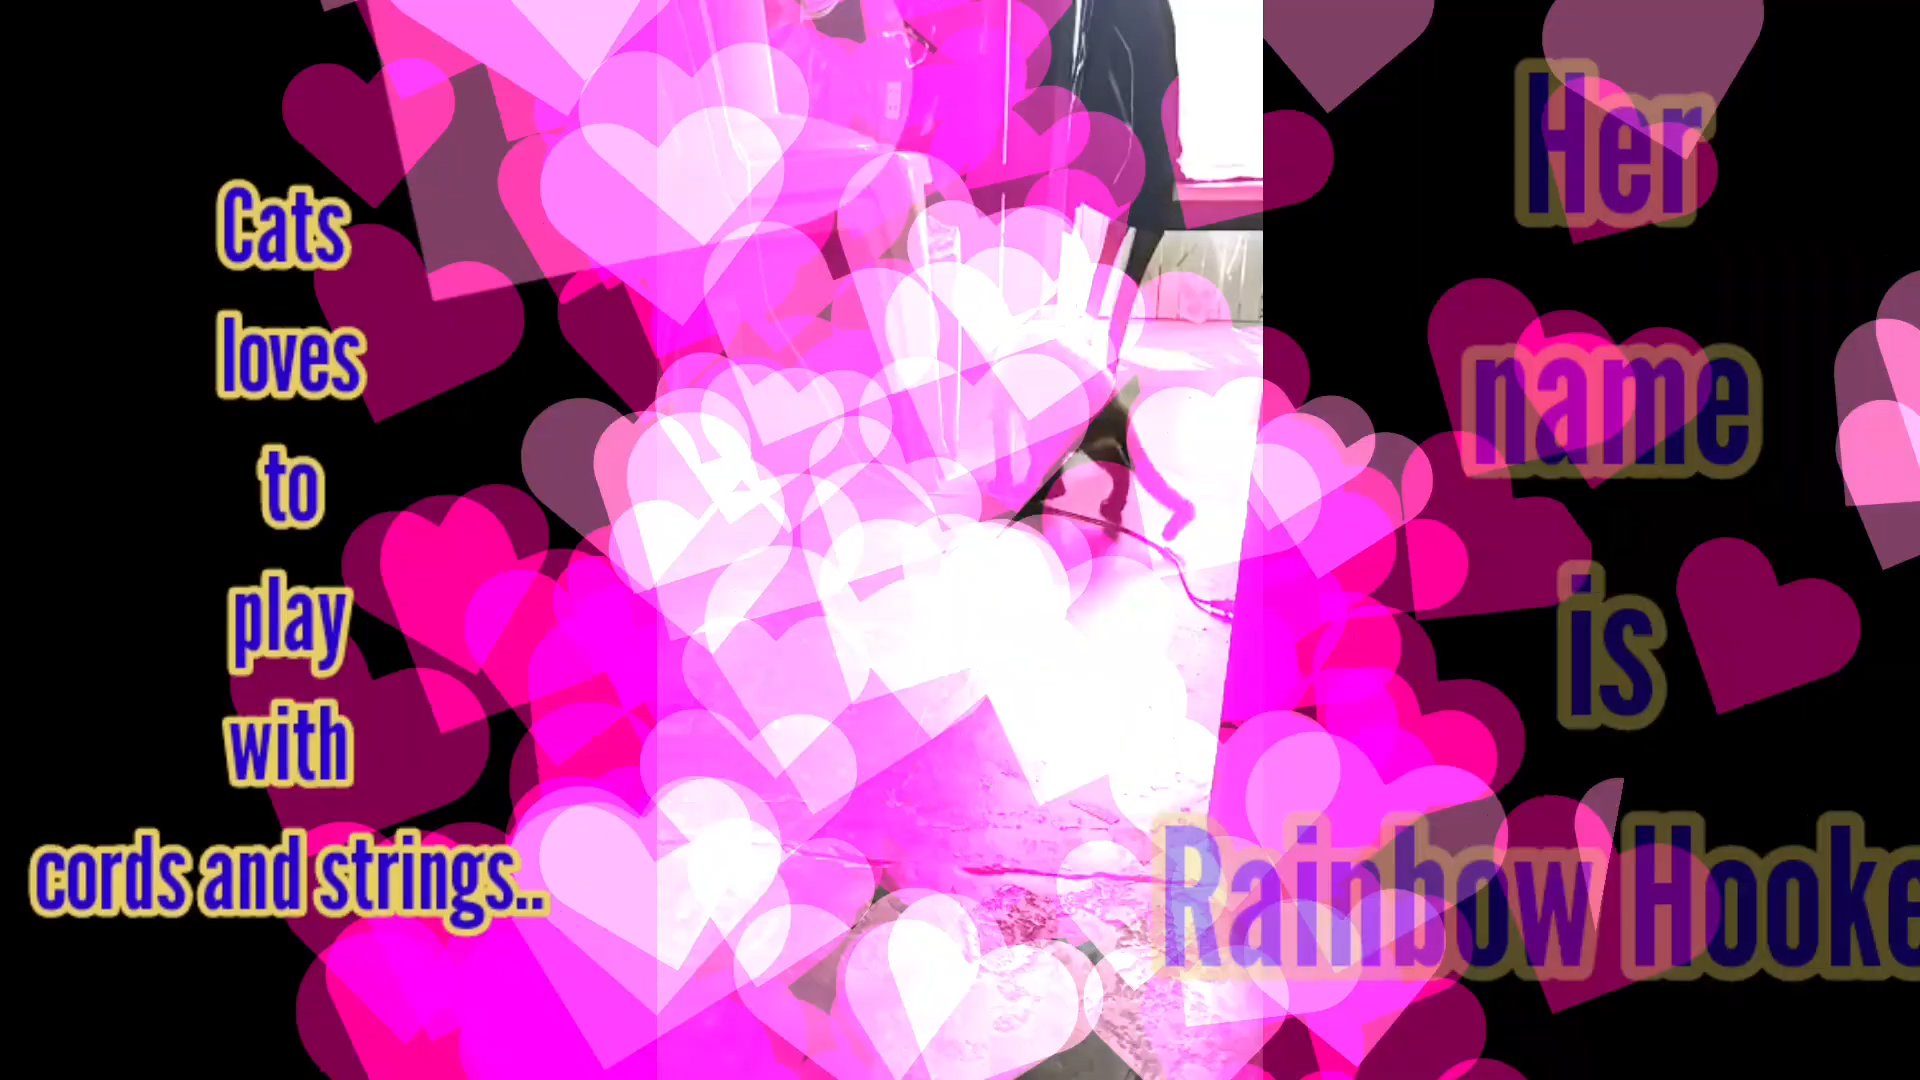 Cats
loves
to
play
with
cords and strings..
Her
name
is
Rainbow Hooke